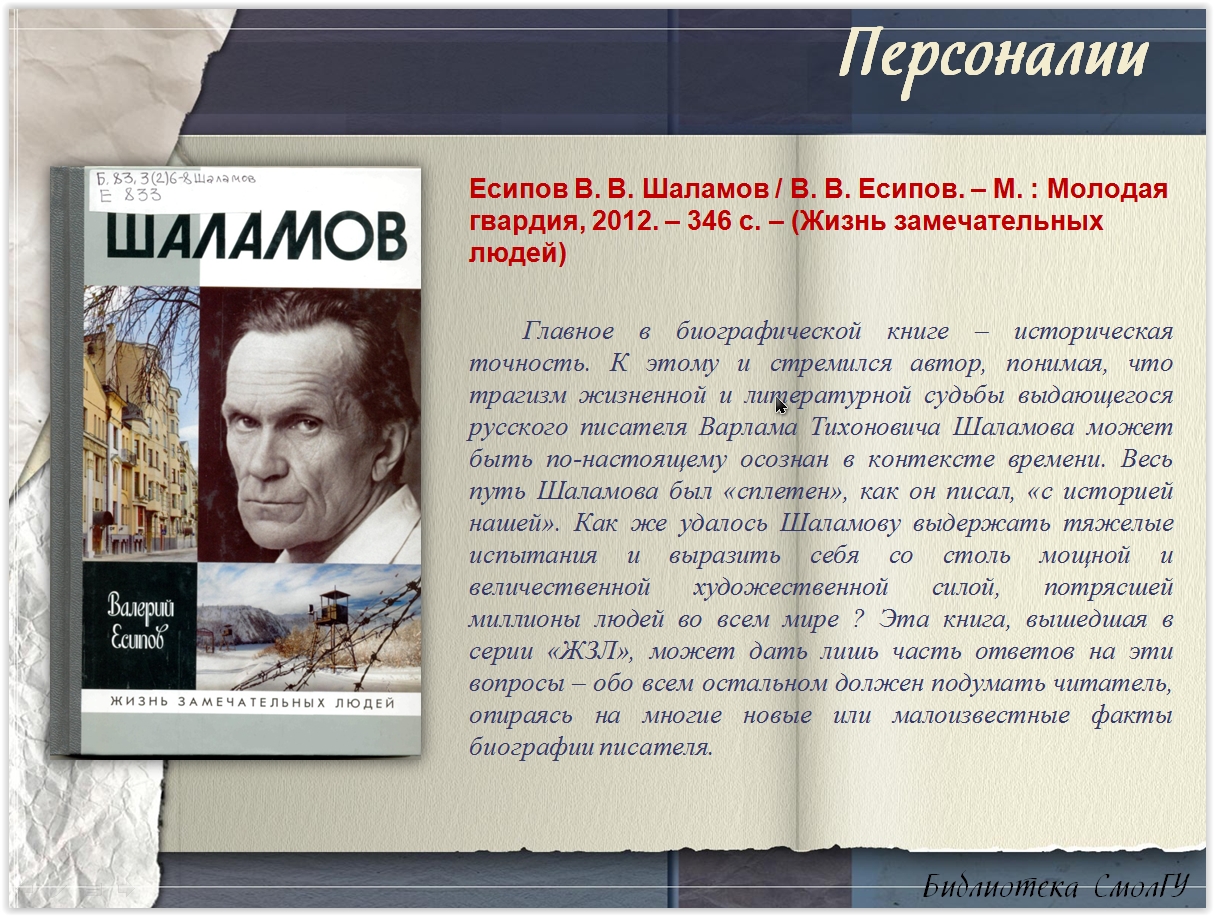 Персоналии
Б. 83.3(2)6-8 Шаламов
Е 833
ШАЛАМОВ
Валерий
Есипов
ЖИЗНЬ ЗАМЕЧАТЕЛЬНЫХ ЛЮДЕЙ
Есипов В. В. Шаламов / В. В. Есипов. – М. : Молодая
гвардия, 2012. – 346 с. – (Жизнь замечательных
людей)
Главное в биографической книге – историческая
точность. К этому и стремился автор, понимая, что
трагизм жизненной и литературной судьбы выдающегося
русского писателя Варлама Тихоновича Шаламова может
быть по-настоящему осознан в контексте времени. Весь
путь Шаламова был «сплетен», как он писал, «с историей
нашей». Как же удалось Шаламову выдержать тяжелые
испытания и выразить себя со столь мощной и
величественной художественной силой, потрясшей
миллионы людей во всем мире ? Эта книга, вышедшая в
серии «ЖЗЛ», может дать лишь часть ответов на эти
вопросы – обо всем остальном должен подумать читатель,
опираясь на многие новые или малоизвестные факты
биографии писателя.
Библиотека СмолГУ